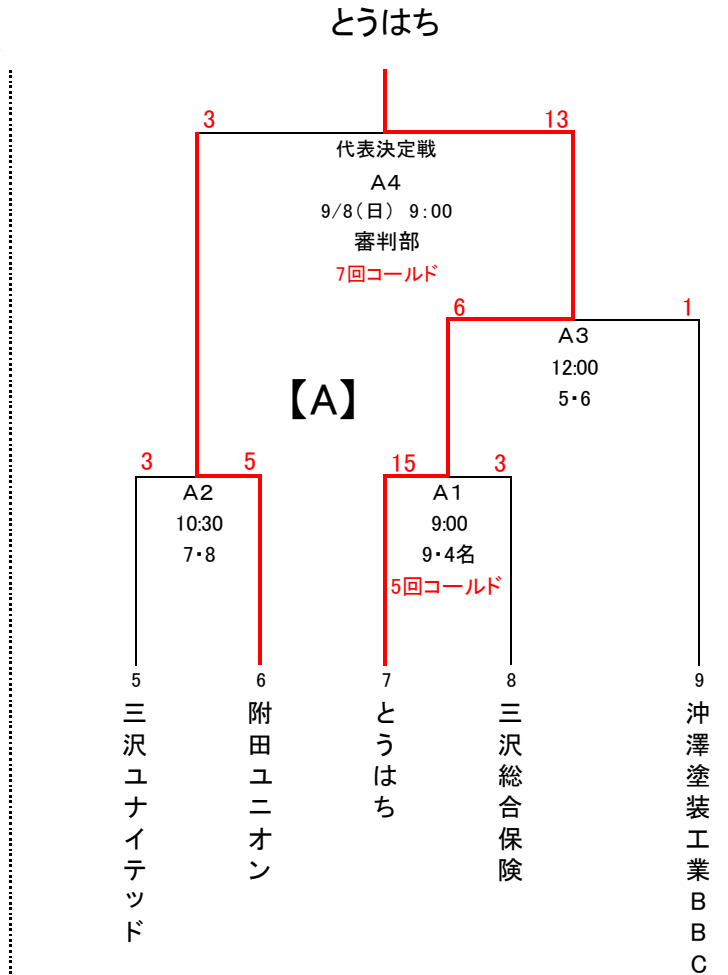 とうはち
3
13
代表決定戦
A4
9/8(日) 9:00
審判部
7回コールド
6
1
A3
12:00
5・6
【A】
3
5
15
3
A2
10:30
7・8
A1
9:00
9・4名
5回コールド
5
6
7
8
9
三沢ユナイテッド
附田ユニオン
とうはち
三沢総合保険
沖澤塗装工業BBC